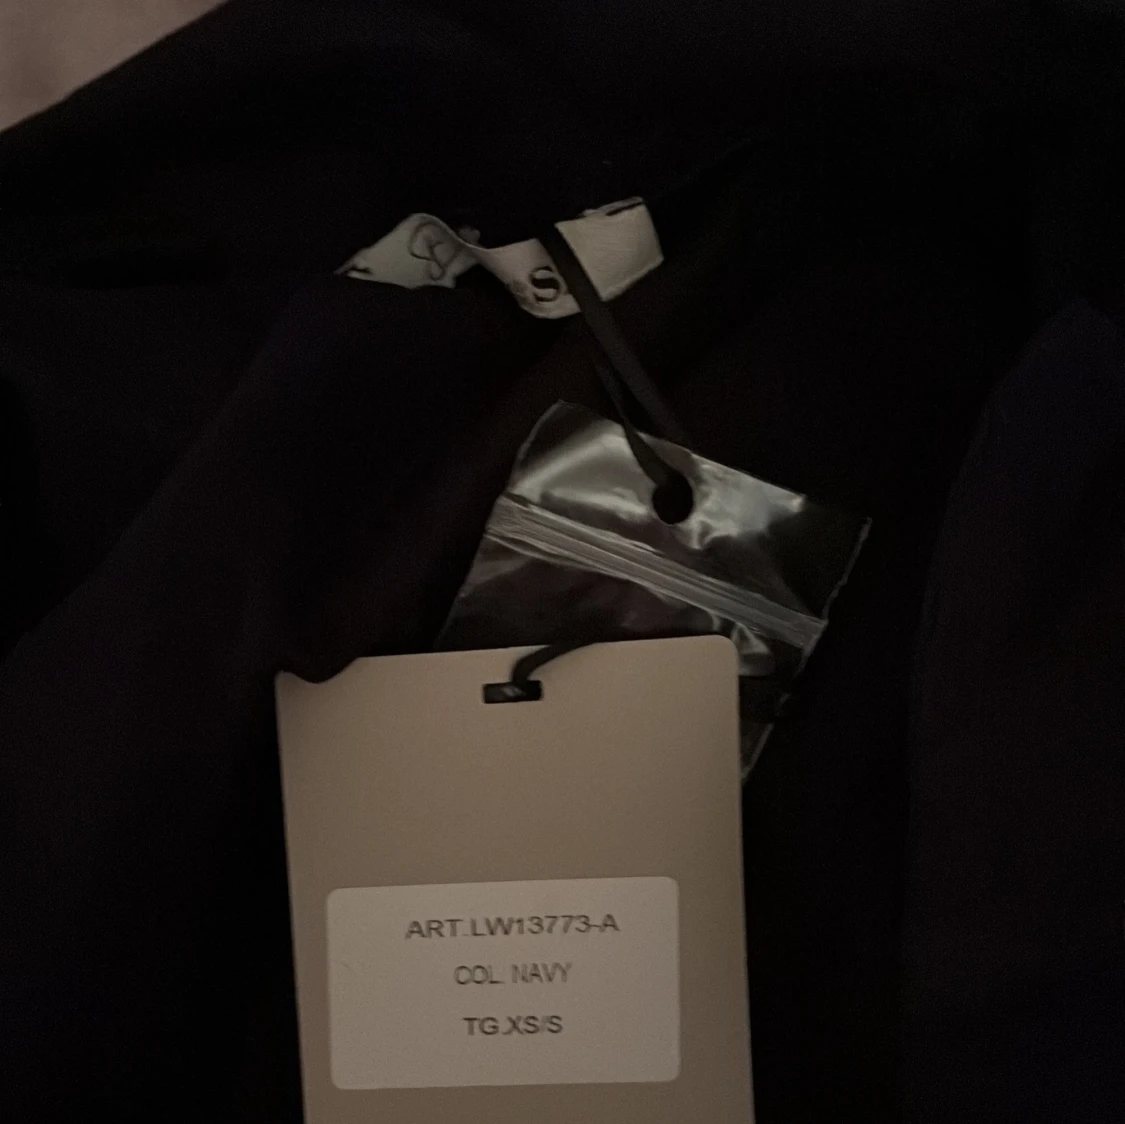 S
ART.LW13773-A
COL. NAVY
TG.XS/S